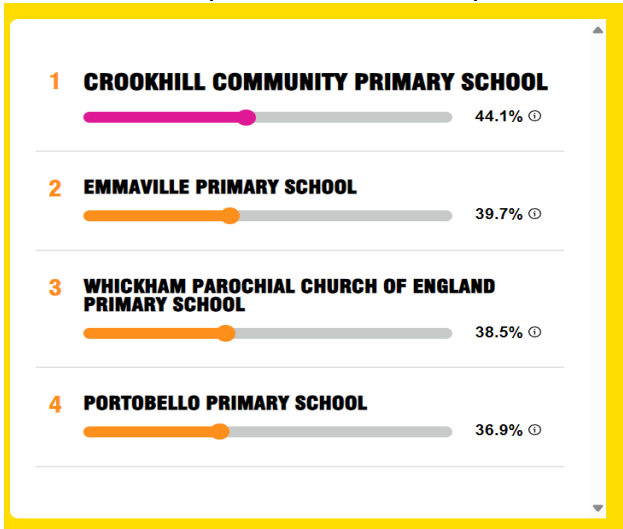 1 CROOKHILL COMMUNITY PRIMARY SCHOOL
44.1%
2 EMMAVILLE PRIMARY SCHOOL
39.7%
3 WHICKHAM PAROCHIAL CHURCH OF ENGLAND
PRIMARY SCHOOL
38.5%
4 PORTOBELLO PRIMARY SCHOOL
36.9%